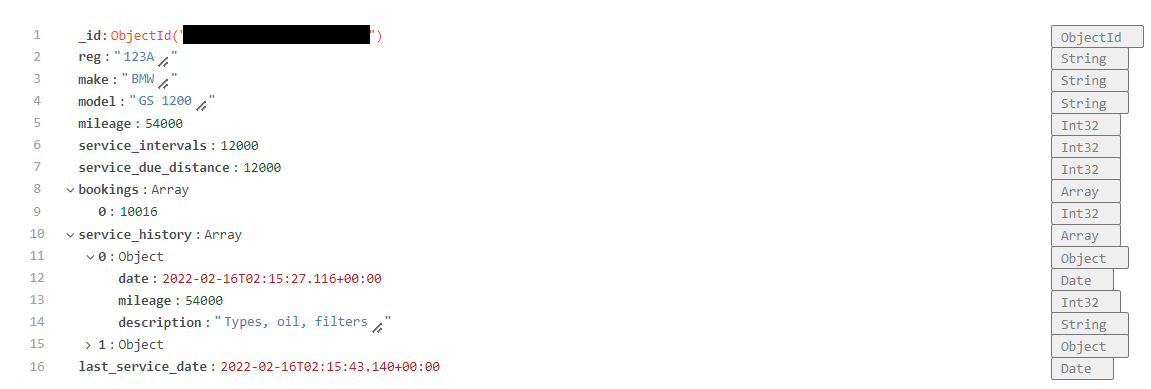 1 _id: ObjectId(" ") ObjectId
2 reg: "123A" String
3 make: "BMW" String
4 model: "GS 1200" String
5 mileage: 54000 Int32
6 service_intervals: 12000 Int32
7 service_due_distance: 12000 Int32
8 bookings: Array Array
9 0: 10016 Int32
10 service_history: Array Array
11 0: Object Object
12 date: 2022-02-16T02:15:27.116+00:00 Date
13 mileage: 54000 Int32
14 description: "Types, oil, filters" String
15 1: Object Object
16 last_service_date: 2022-02-16T02:15:43.140+00:00 Date